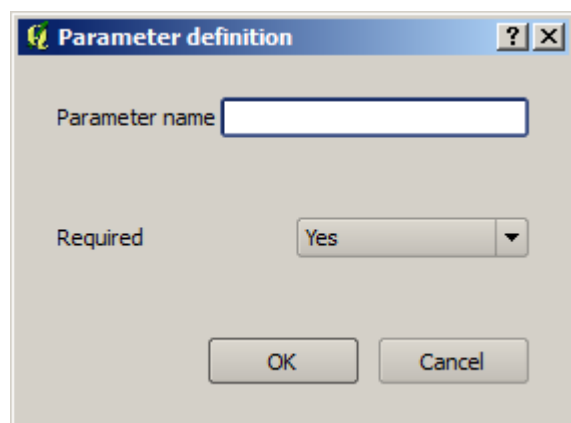 Parameter definition ?
Parameter name
Required Yes
OK Cancel